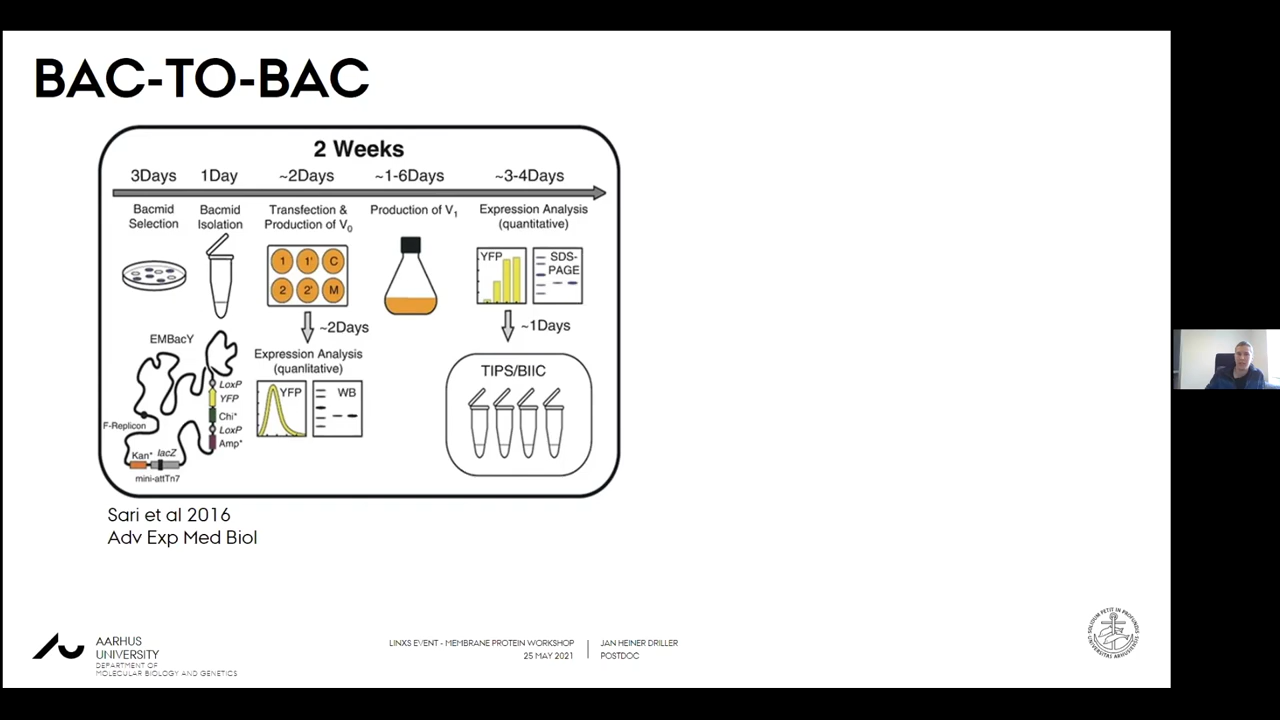 BAC-TO-BAC
2 Weeks
3Days 1Day ~2Days ~1-6Days ~3-4Days
Bacmid Selection
Bacmid Isolation
Transfection & Production of V0
Production of V1
Expression Analysis (quantitative)
1 1' C
2 2' M
YFP
SDS-PAGE
~2Days
~1Days
EMBacY
Expression Analysis (qualitative)
YFP
WB
TIPS/BIIC
LoxP
YFP
Chi*
LoxP
Amp*
F-Replicon
Kan* lacZ
mini-attTn7
Sari et al 2016
Adv Exp Med Biol
AARHUS
UNIVERSITY
DEPARTMENT OF
MOLECULAR BIOLOGY AND GENETICS
LINXS EVENT - MEMBRANE PROTEIN WORKSHOP
25 MAY 2021
JAN HEINER DRILLER
POSTDOC